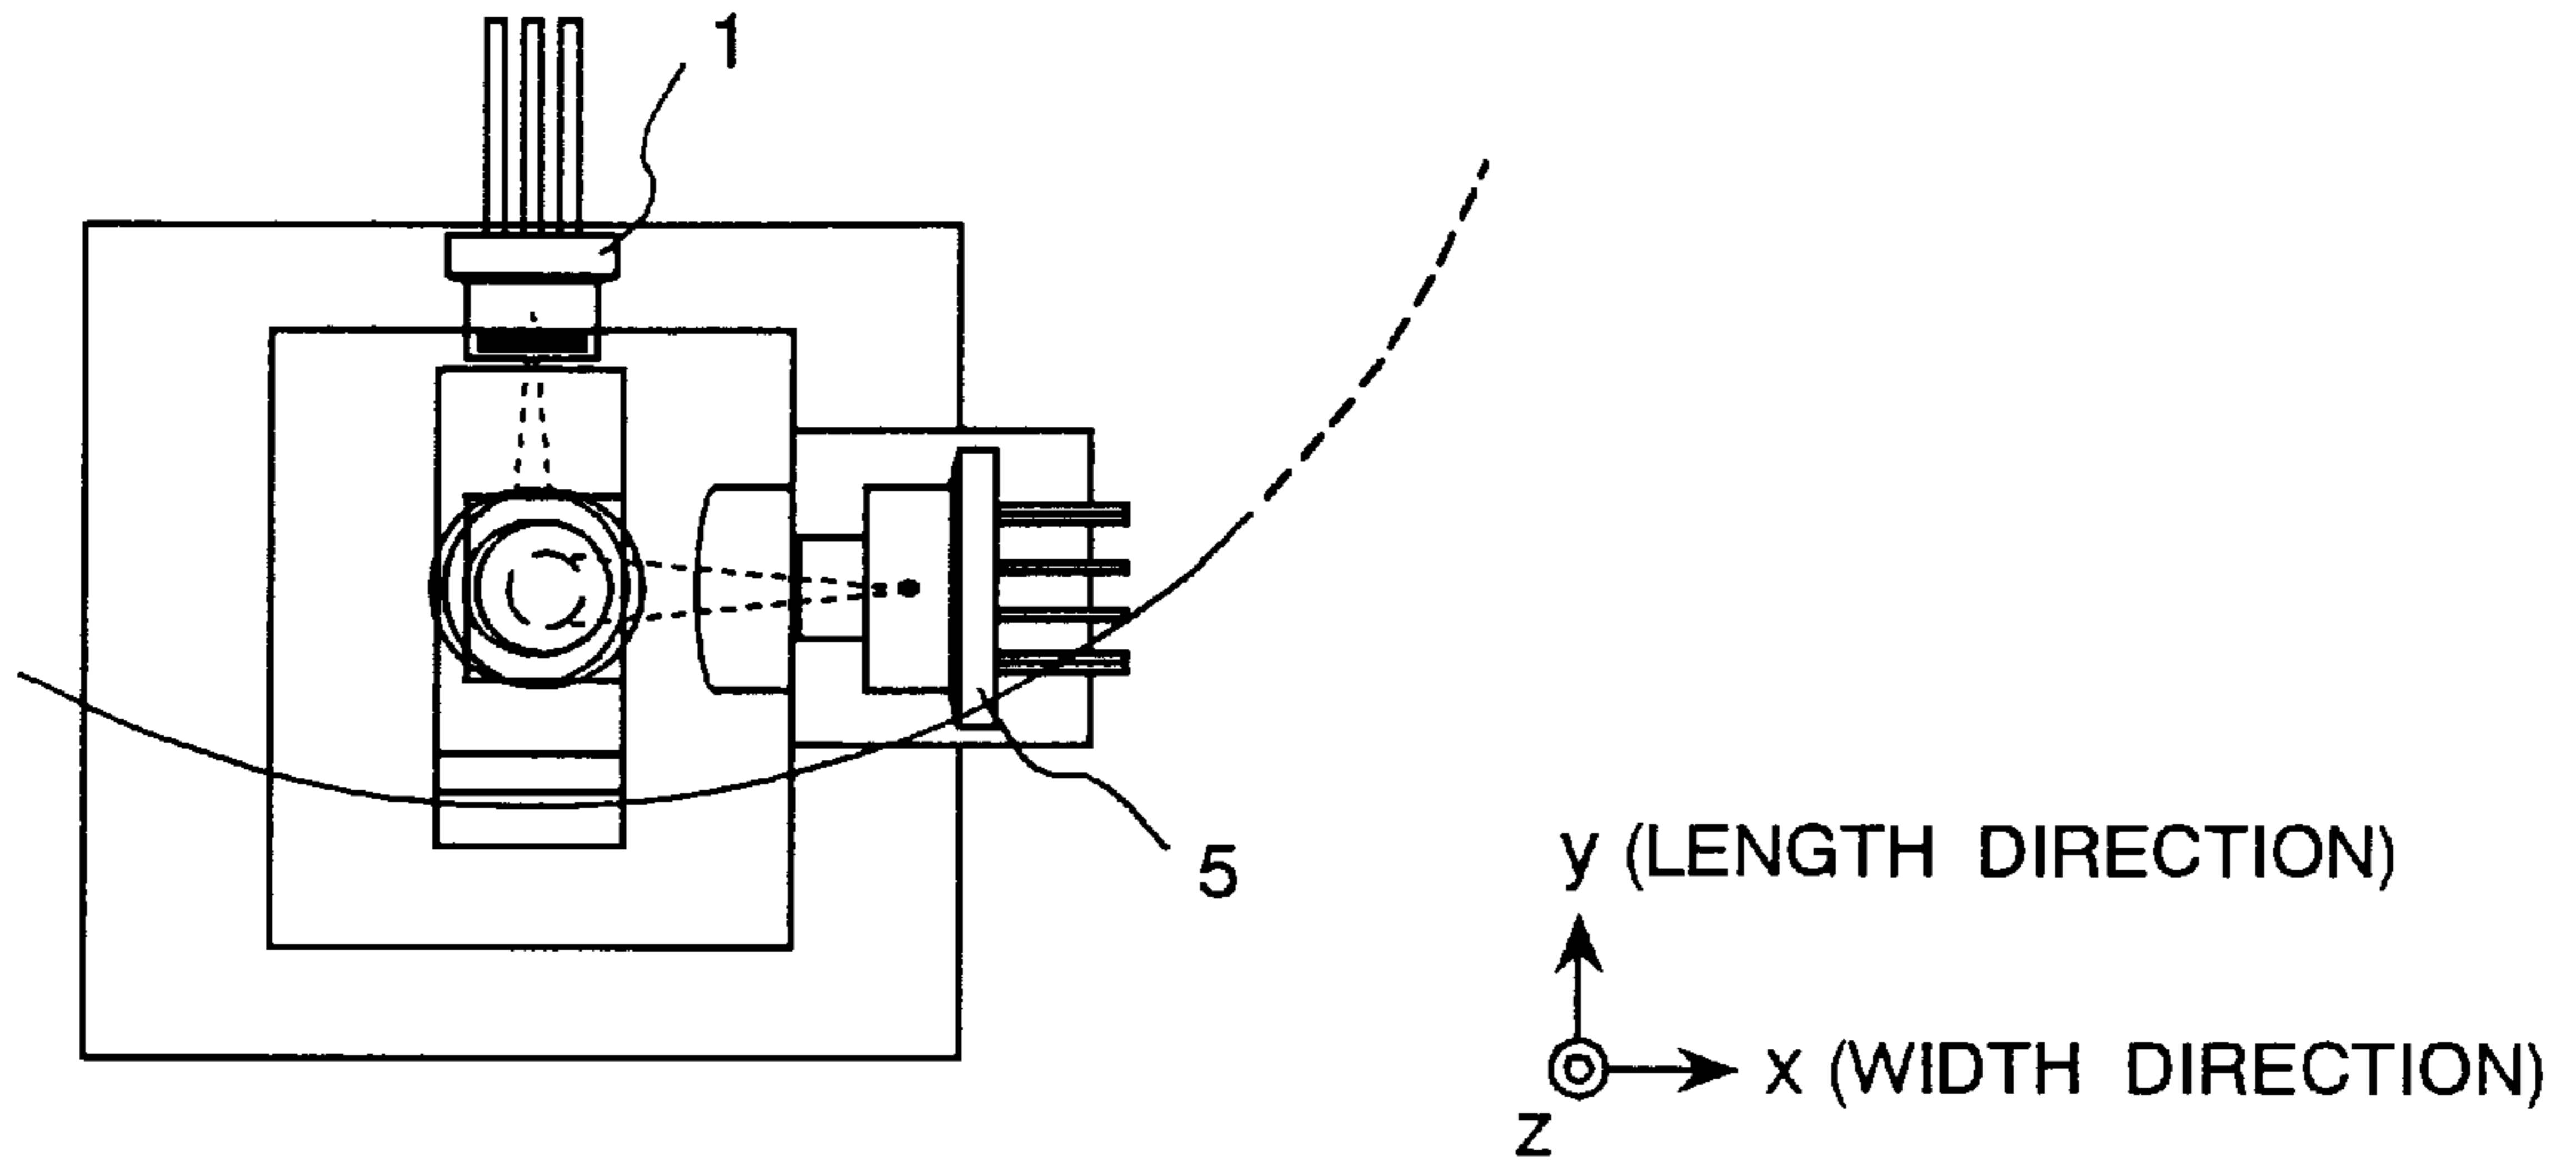 1
5
y (LENGTH DIRECTION)
x (WIDTH DIRECTION)
z